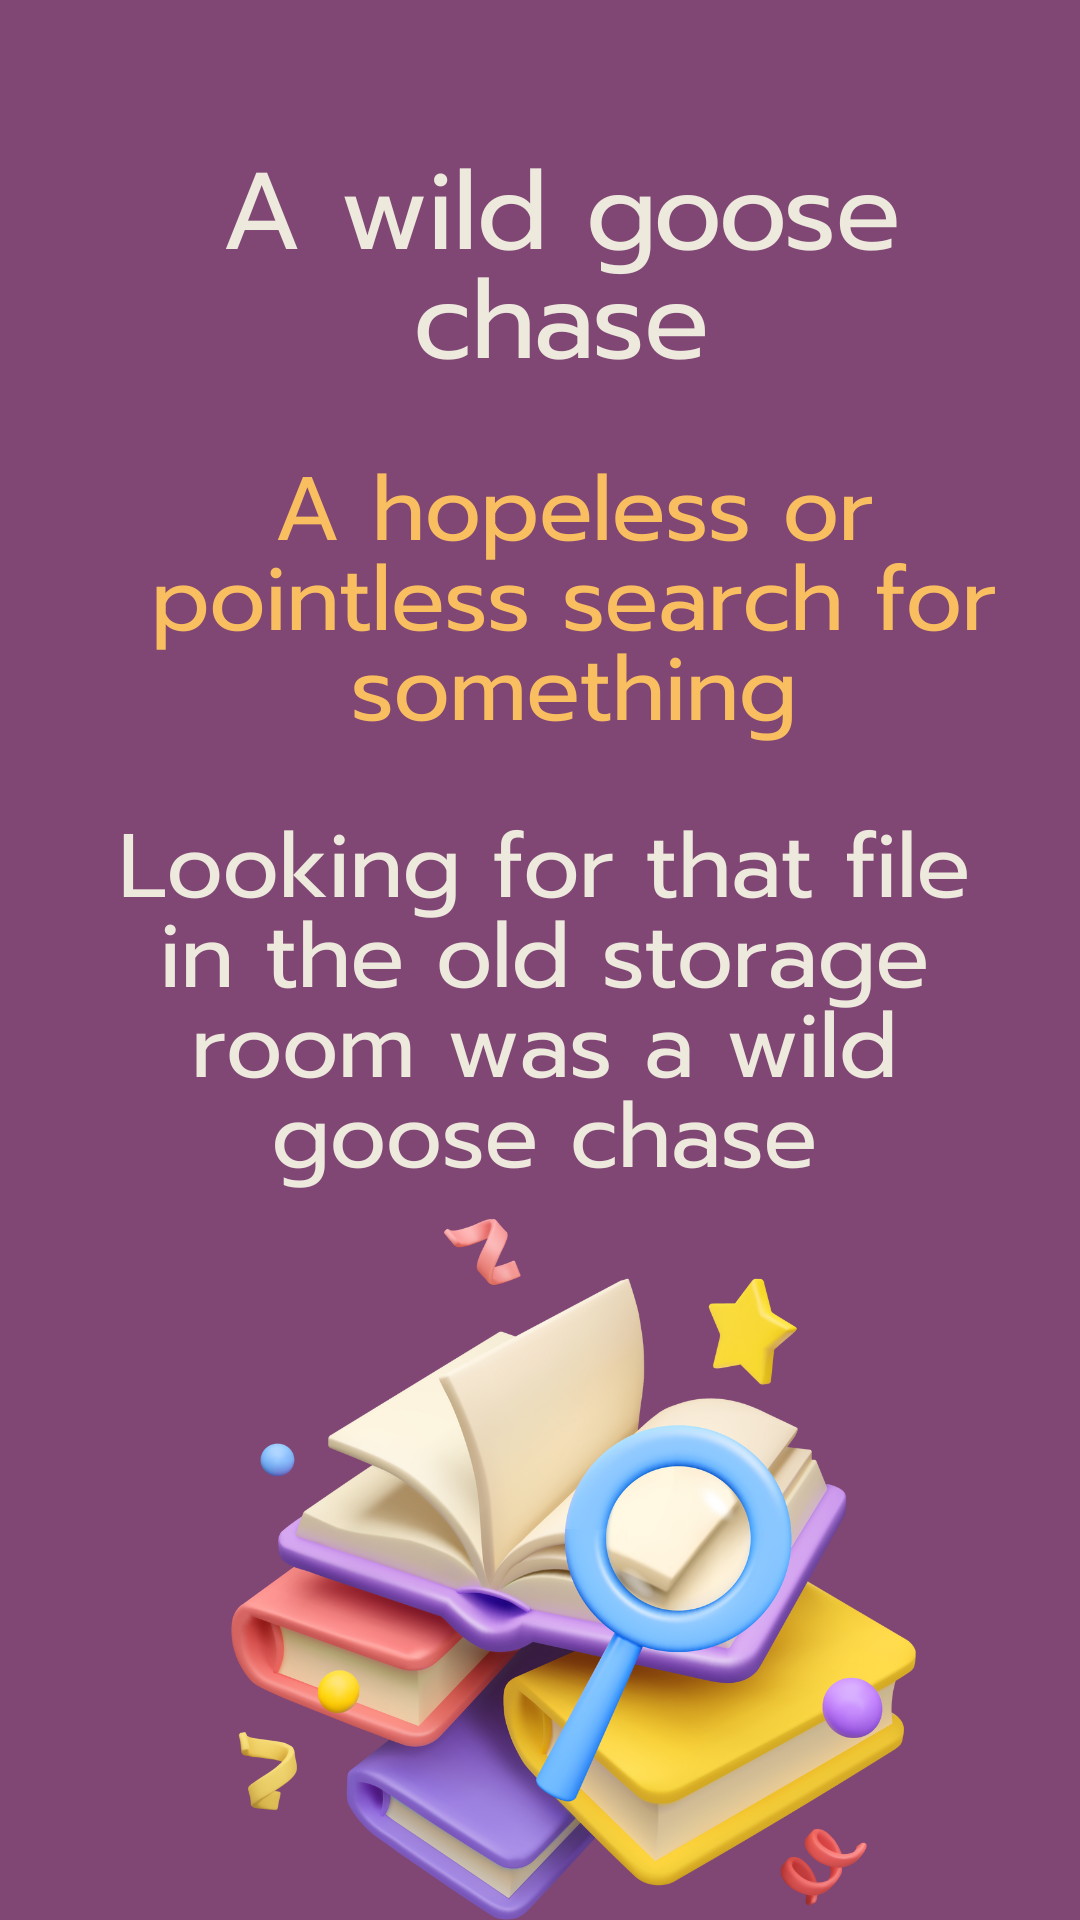 A wild goose
chase
A hopeless or
pointless search for
something
Looking for that file
in the old storage
room was a wild
goose chase